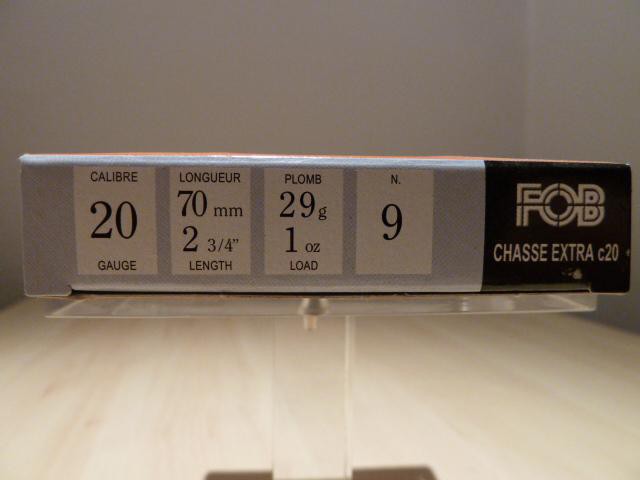 CALIBRE
20
GAUGE
LONGUEUR
70 mm
2 3/4"
LENGTH
PLOMB
29g
1 oz
LOAD
N.
9
FOB
CHASSE EXTRA c20